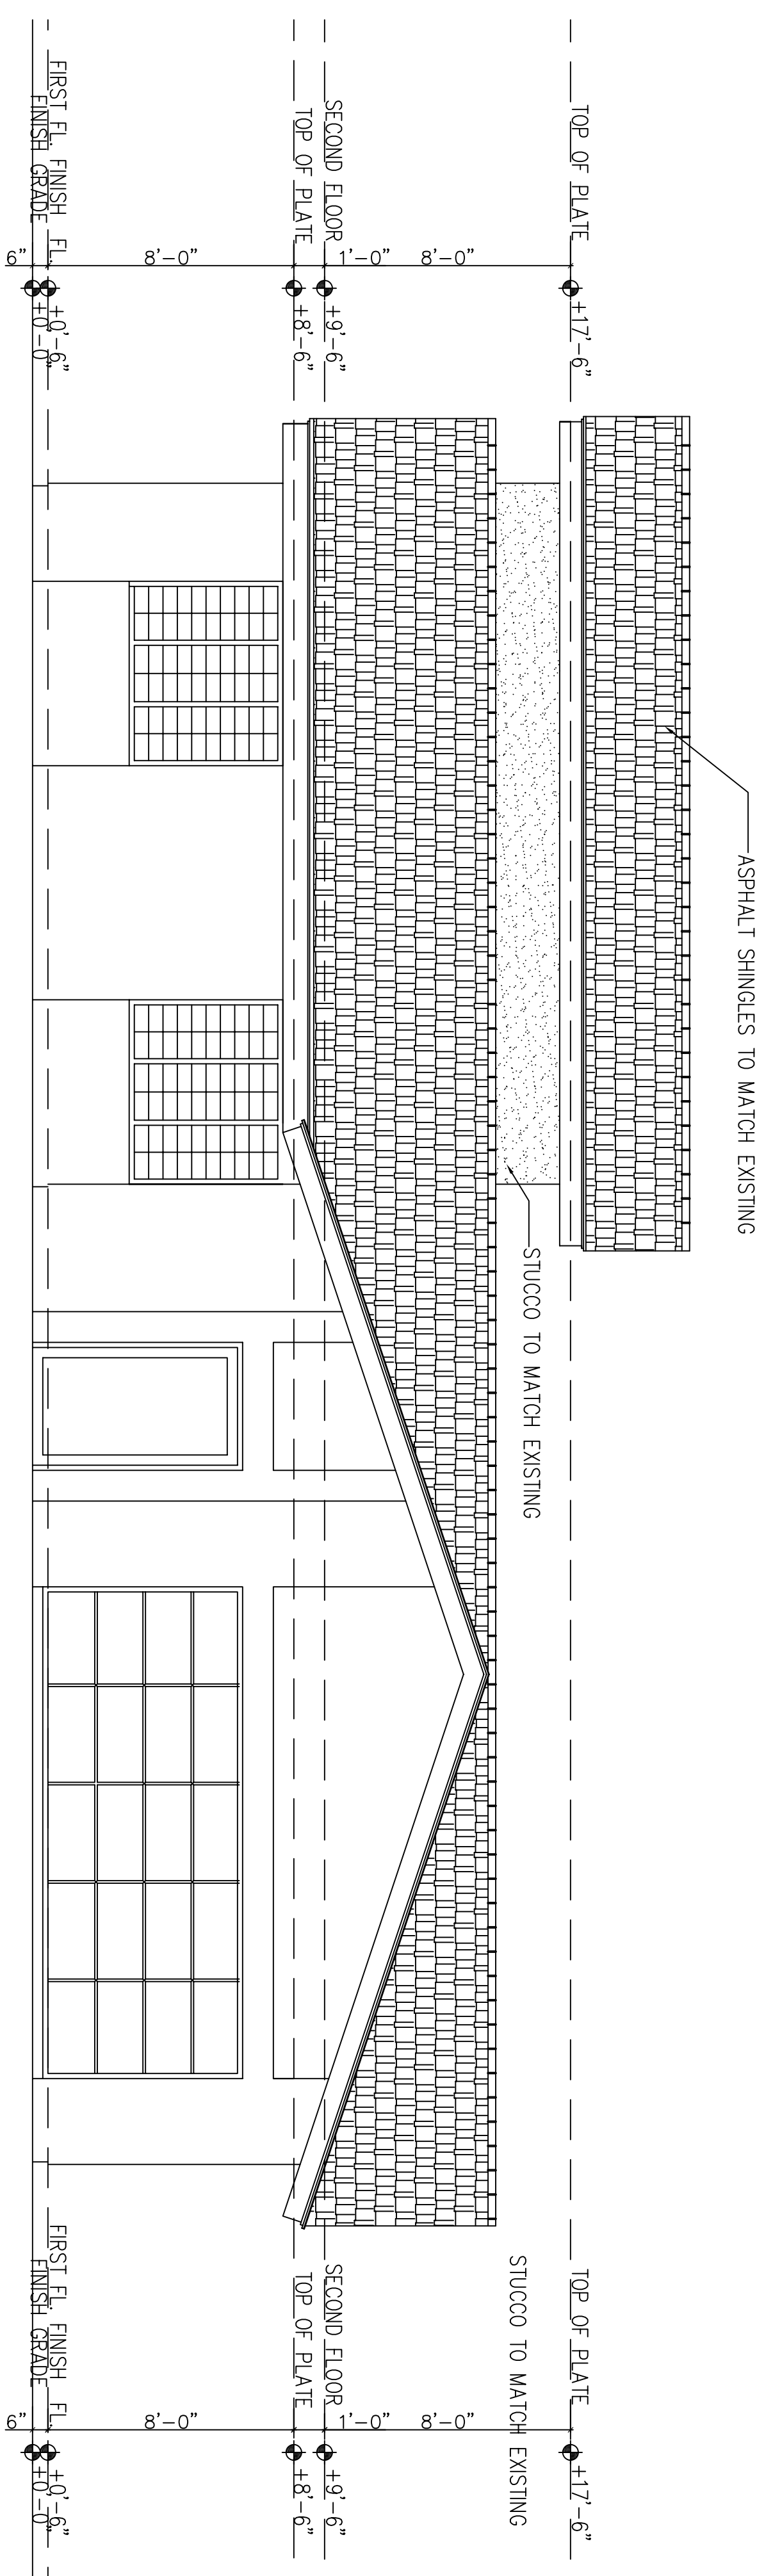 ASPHALT SHINGLES TO MATCH EXISTING
TOP OF PLATE
+17'-6"
STUCCO TO MATCH EXISTING
TOP OF PLATE
+17'-6"
STUCCO TO MATCH EXISTING
8'-0"
8'-0"
SECOND FLOOR
1'-0"
+9'-6"
SECOND FLOOR
1'-0"
+9'-6"
TOP OF PLATE
+8'-6"
TOP OF PLATE
+8'-6"
8'-0"
8'-0"
FIRST FL. FINISH FL.
+0'-6"
FIRST FL. FINISH FL.
+0'-6"
FINISH GRADE
+0'-0"
FINISH GRADE
+0'-0"
6"
6"